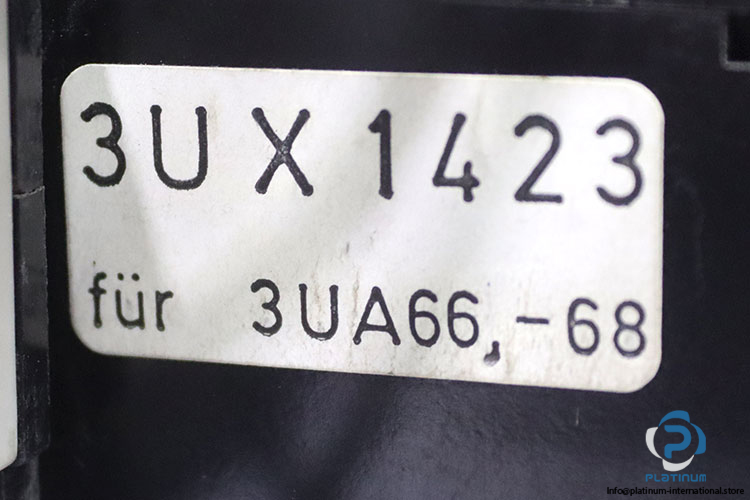 3UX1423
für 3UA66,-68
PLATINUM
Info@platinum-international.store